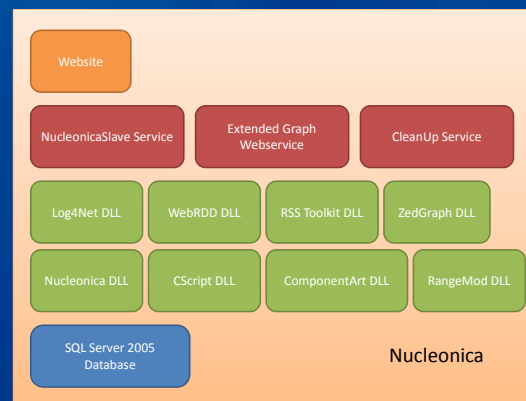 Website
NucleonicaSlave Service
Extended Graph
Webservice
CleanUp Service
Log4Net DLL
WebRDD DLL
RSS Toolkit DLL
ZedGraph DLL
Nucleonica DLL
CScript DLL
ComponentArt DLL
RangeMod DLL
SQL Server 2005
Database
Nucleonica